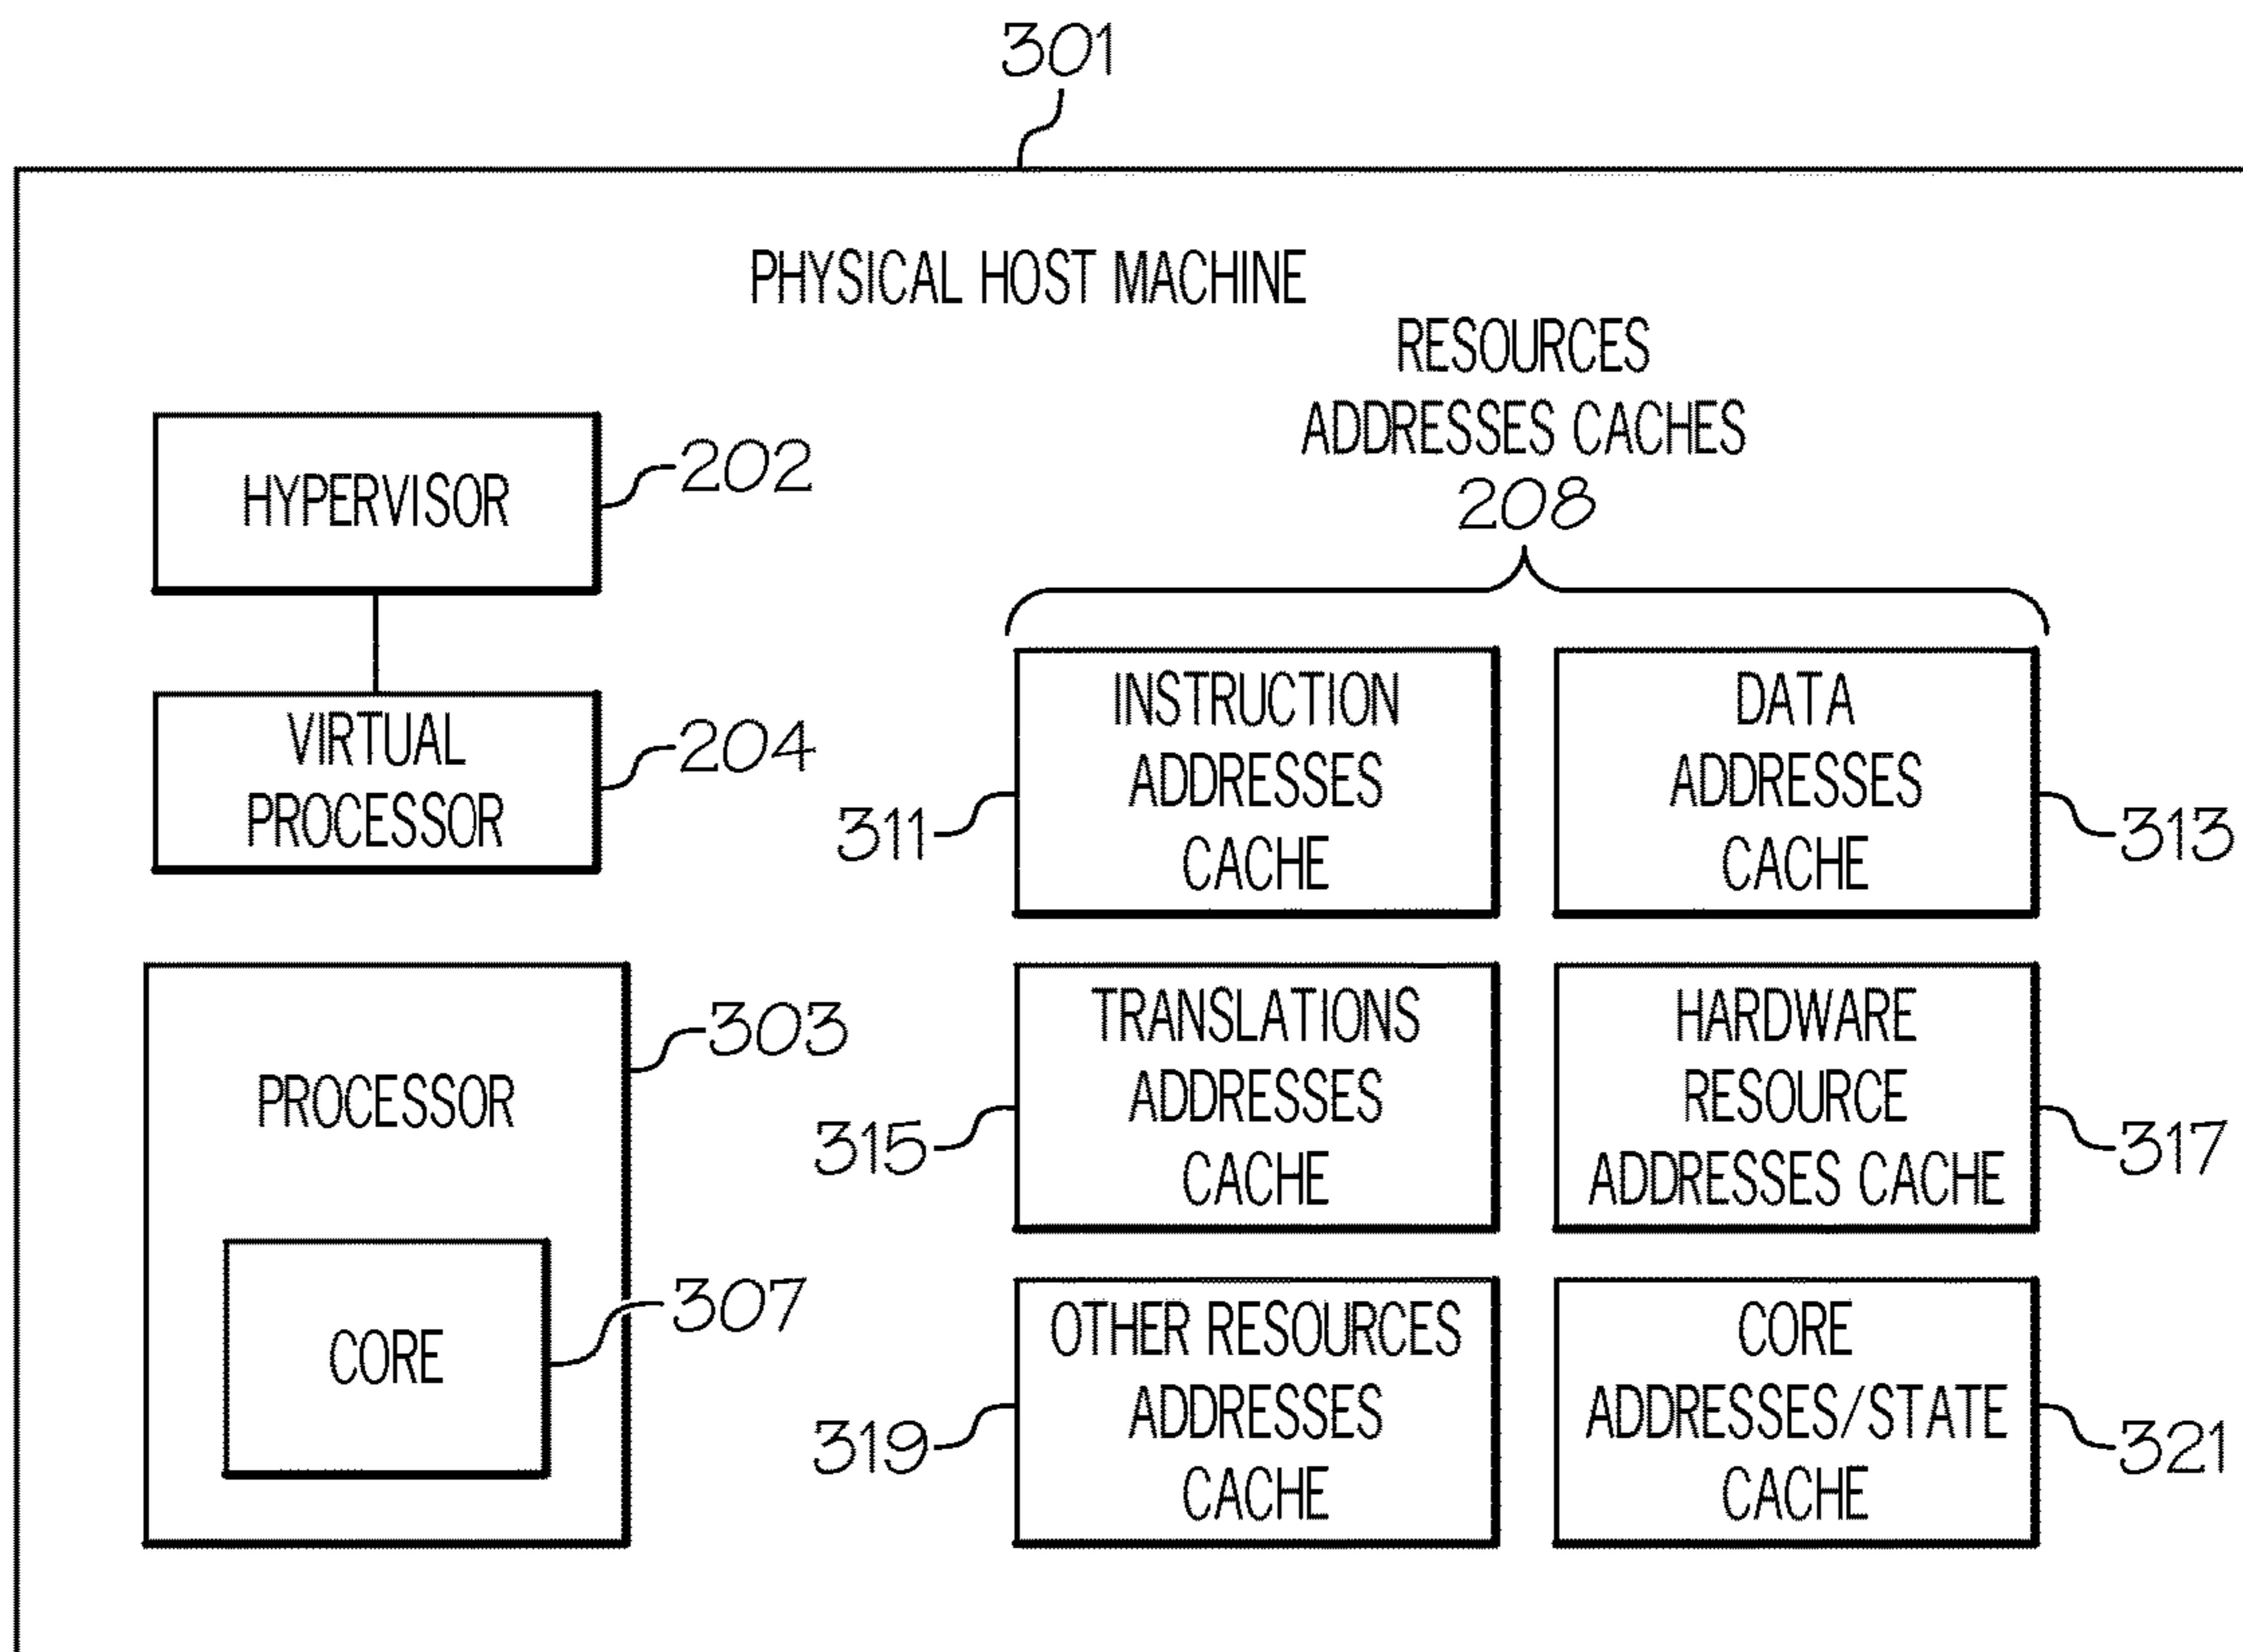 301
PHYSICAL HOST MACHINE
RESOURCES
ADDRESSES CACHES
208
HYPERVISOR
202
VIRTUAL
PROCESSOR
204
PROCESSOR
303
CORE
307
INSTRUCTION
ADDRESSES
CACHE
311
DATA
ADDRESSES
CACHE
313
TRANSLATIONS
ADDRESSES
CACHE
315
HARDWARE
RESOURCE
ADDRESSES CACHE
317
OTHER RESOURCES
ADDRESSES
CACHE
319
CORE
ADDRESSES/STATE
CACHE
321